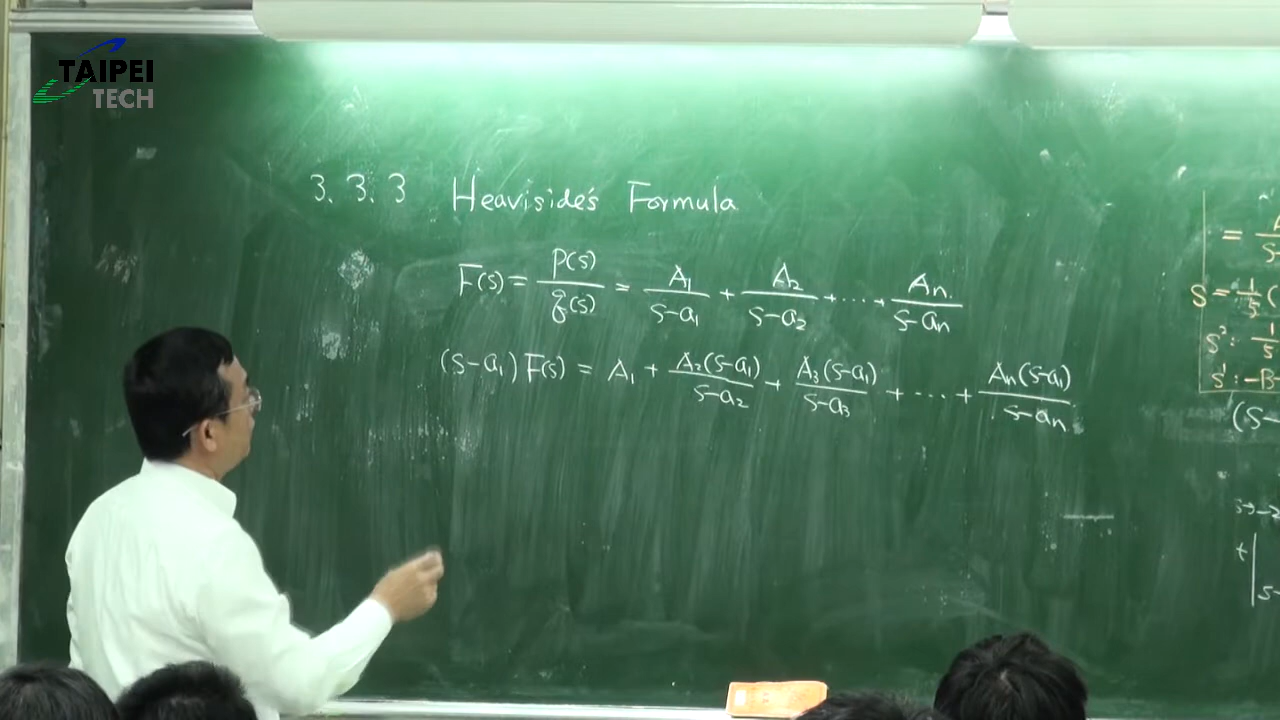 TAIPEI
TECH
3.3.3 Heaviside's Formula
F(s) = p(s)/q(s) = A₁/(s-a₁) + A₂/(s-a₂) + ... + Aₙ/(s-aₙ)
(s-a₁) F(s) = A₁ + A₂(s-a₁)/(s-a₂) + A₃(s-a₁)/(s-a₃) + ... + Aₙ(s-a₁)/(s-aₙ)